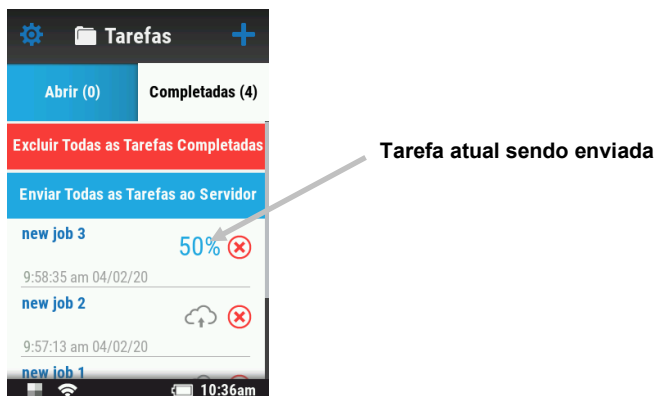 Tarefas
Abrir (0)
Completadas (4)
Excluir Todas as Tarefas Completadas
Tarefa atual sendo enviada
Enviar Todas as Tarefas ao Servidor
new job 3
50%
9:58:35 am 04/02/20
new job 2
9:57:13 am 04/02/20
new job 1
10:36am